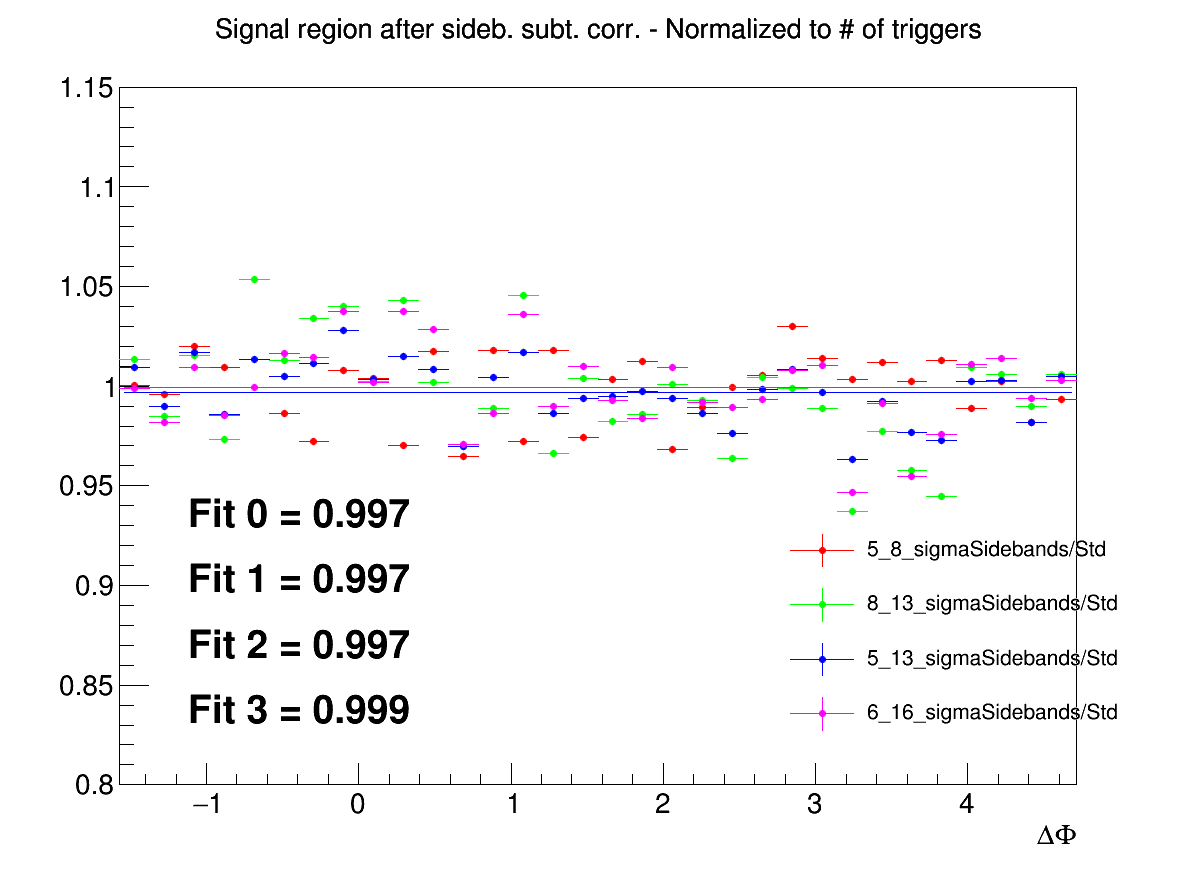 Signal region after sideb. subt. corr. - Normalized to # of triggers
1.15
1.1
1.05
1
0.95
0.9
0.85
0.8
Fit 0 = 0.997
Fit 1 = 0.997
Fit 2 = 0.997
Fit 3 = 0.999
5_8_sigmaSidebands/Std
8_13_sigmaSidebands/Std
5_13_sigmaSidebands/Std
6_16_sigmaSidebands/Std
−1 0 1 2 3 4
ΔΦ